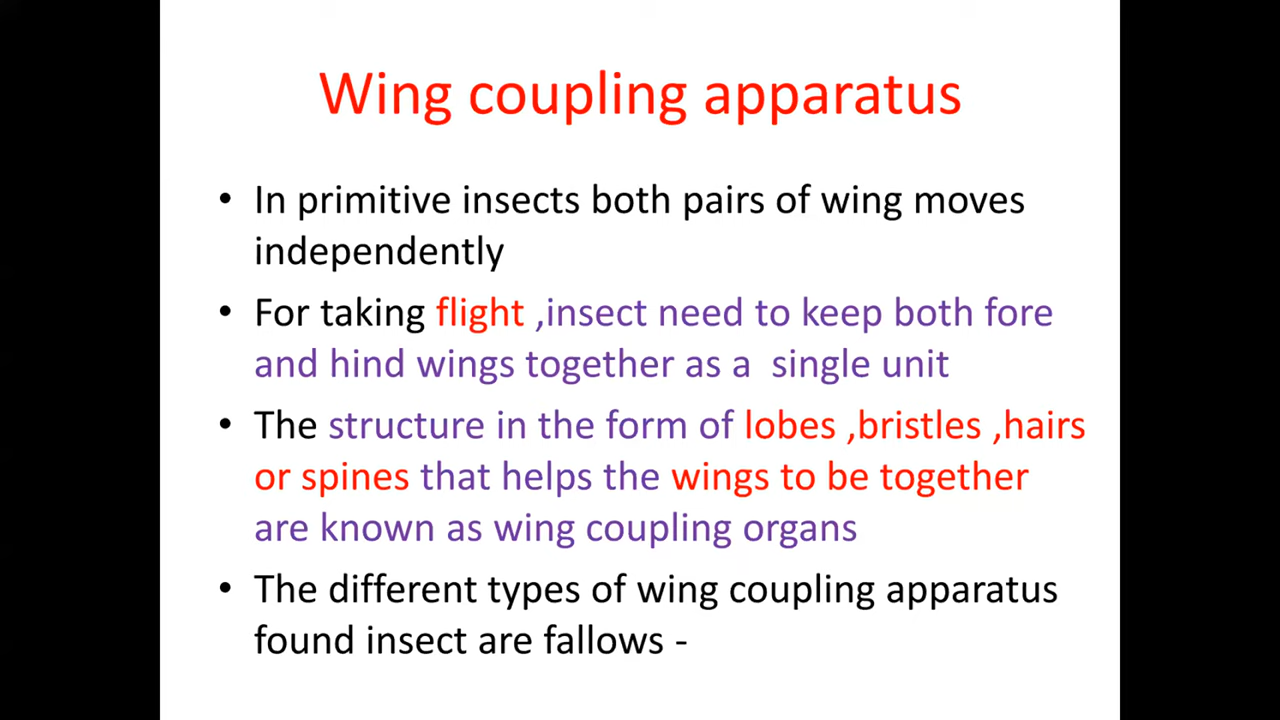 Wing coupling apparatus
• In primitive insects both pairs of wing moves
independently
• For taking flight ,insect need to keep both fore
and hind wings together as a  single unit
• The structure in the form of lobes ,bristles ,hairs
or spines that helps the wings to be together
are known as wing coupling organs
• The different types of wing coupling apparatus
found insect are fallows -